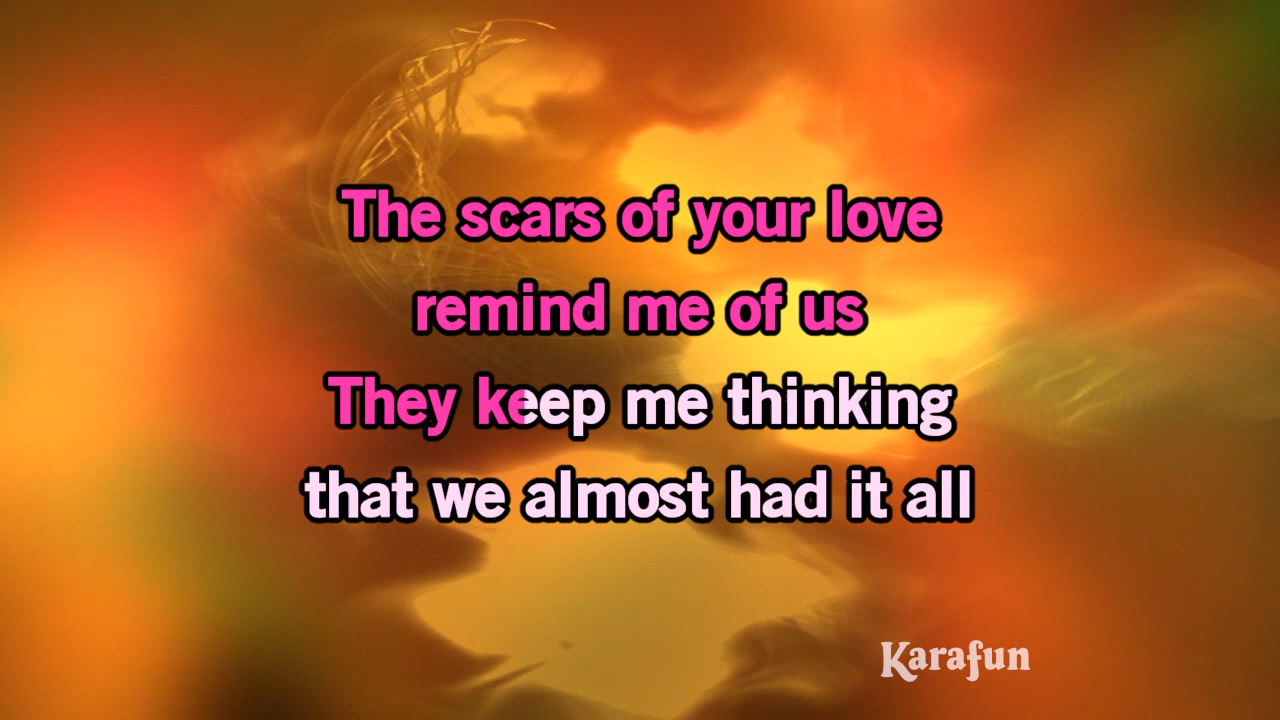 The scars of your love
remind me of us
They keep me thinking
that we almost had it all
Karafun